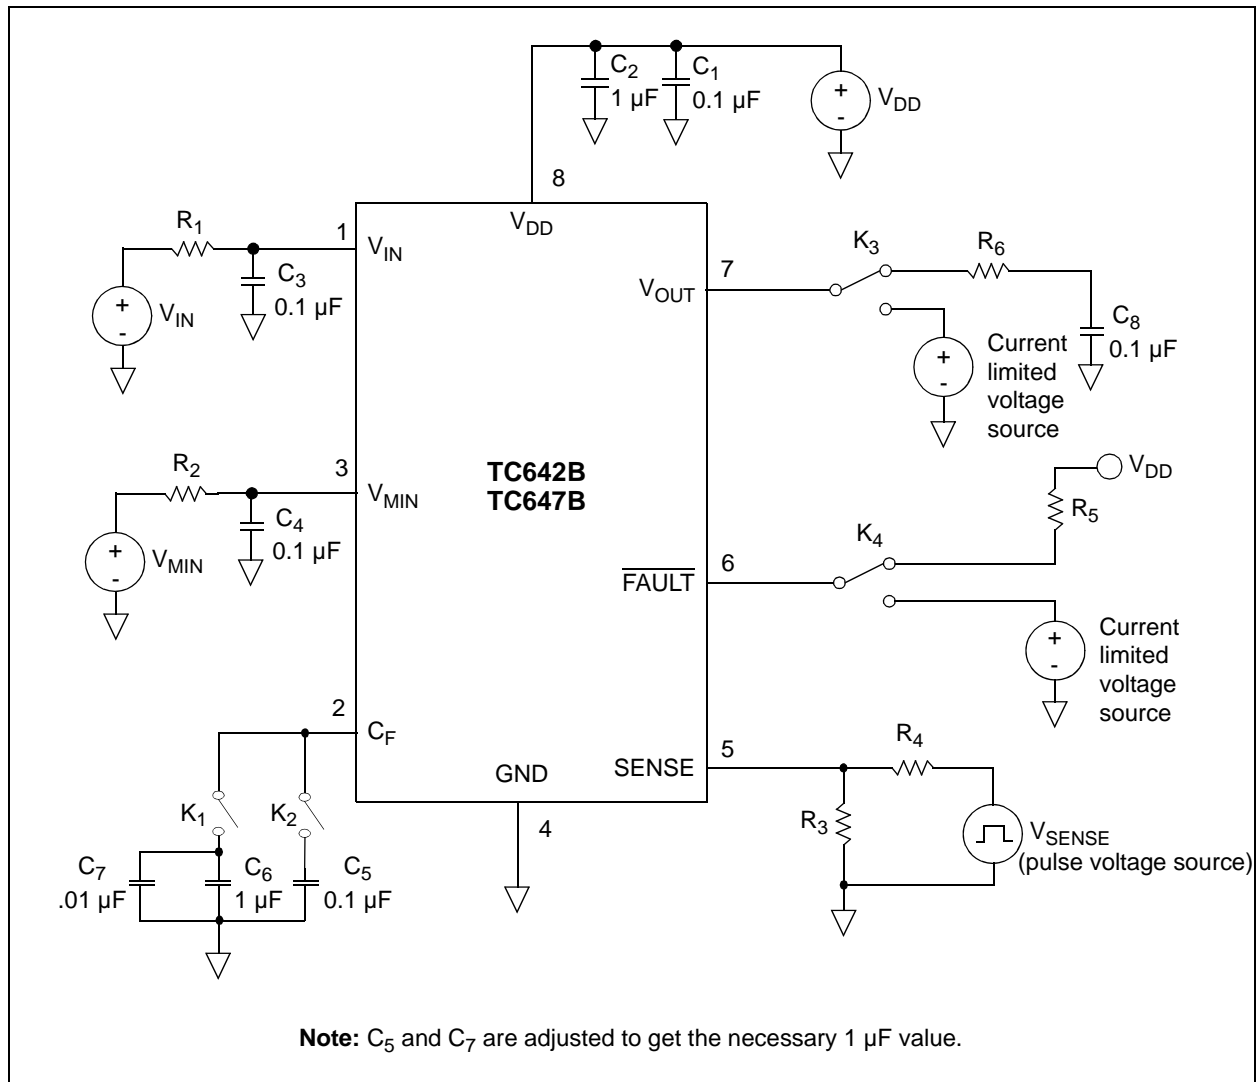 C2
1 µF
C1
0.1 µF
+
-
VDD
8
VDD
R1
1
VIN
C3
0.1 µF
+
-
VIN
K3
R6
7
VOUT
C8
0.1 µF
+
-
Current
limited
voltage
source
R2
3
VMIN
C4
0.1 µF
+
-
VMIN
TC642B
TC647B
VDD
R5
K4
6
FAULT
+
-
Current
limited
voltage
source
2
CF
K1
K2
C7
.01 µF
C6
1 µF
C5
0.1 µF
GND
4
SENSE
5
R4
R3
VSENSE
(pulse voltage source)
Note: C5 and C7 are adjusted to get the necessary 1 µF value.